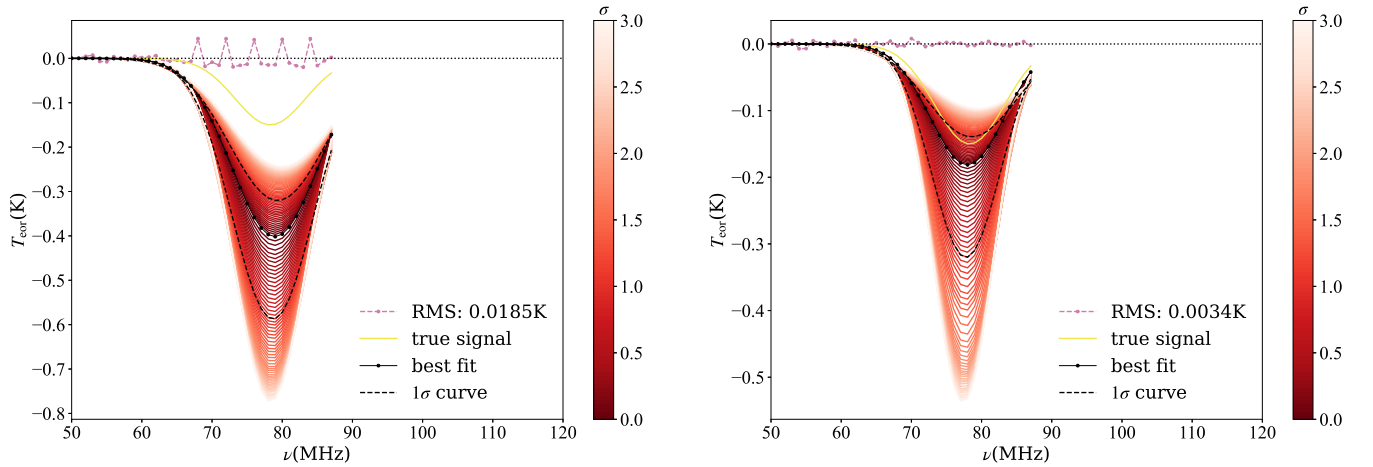 σ
0.0
−0.1
−0.2
−0.3
−0.4
−0.5
−0.6
−0.7
−0.8
T_eor(K)
50 60 70 80 90 100 110 120
ν(MHz)
RMS: 0.0185K
true signal
best fit
1σ curve
3.0
2.5
2.0
1.5
1.0
0.5
0.0
σ
0.0
−0.1
−0.2
−0.3
−0.4
−0.5
T_eor(K)
50 60 70 80 90 100 110 120
ν(MHz)
RMS: 0.0034K
true signal
best fit
1σ curve
3.0
2.5
2.0
1.5
1.0
0.5
0.0